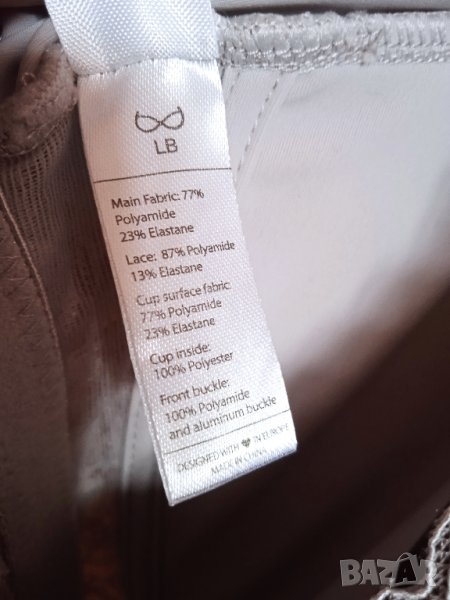 LB
Main Fabric: 77%
Polyamide
23% Elastane
Lace: 87% Polyamide
13% Elastane
Cup surface fabric:
77% Polyamide
23% Elastane
Cup inside:
100% Polyester
Front buckle:
100% Polyamide
and aluminum buckle
DESIGNED WITH ♥ IN EUROPE
MADE IN CHINA
BAZAR